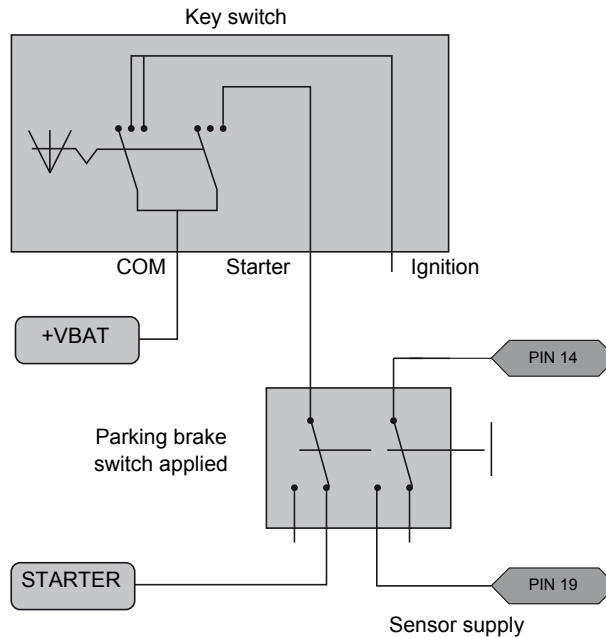 Key switch
COM
Starter
Ignition
+VBAT
PIN 14
Parking brake
switch applied
STARTER
PIN 19
Sensor supply